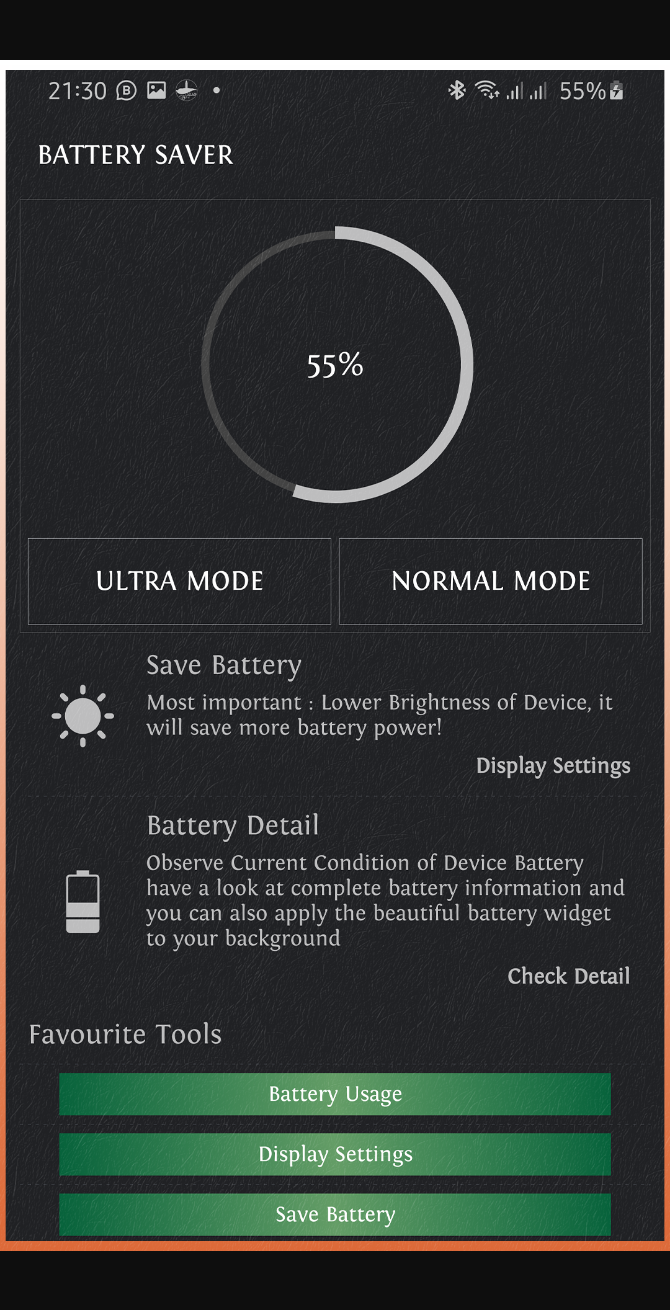 21:30
55%
BATTERY SAVER
55%
ULTRA MODE
NORMAL MODE
Save Battery
Most important : Lower Brightness of Device, it
will save more battery power!
Display Settings
Battery Detail
Observe Current Condition of Device Battery
have a look at complete battery information and
you can also apply the beautiful battery widget
to your background
Check Detail
Favourite Tools
Battery Usage
Display Settings
Save Battery